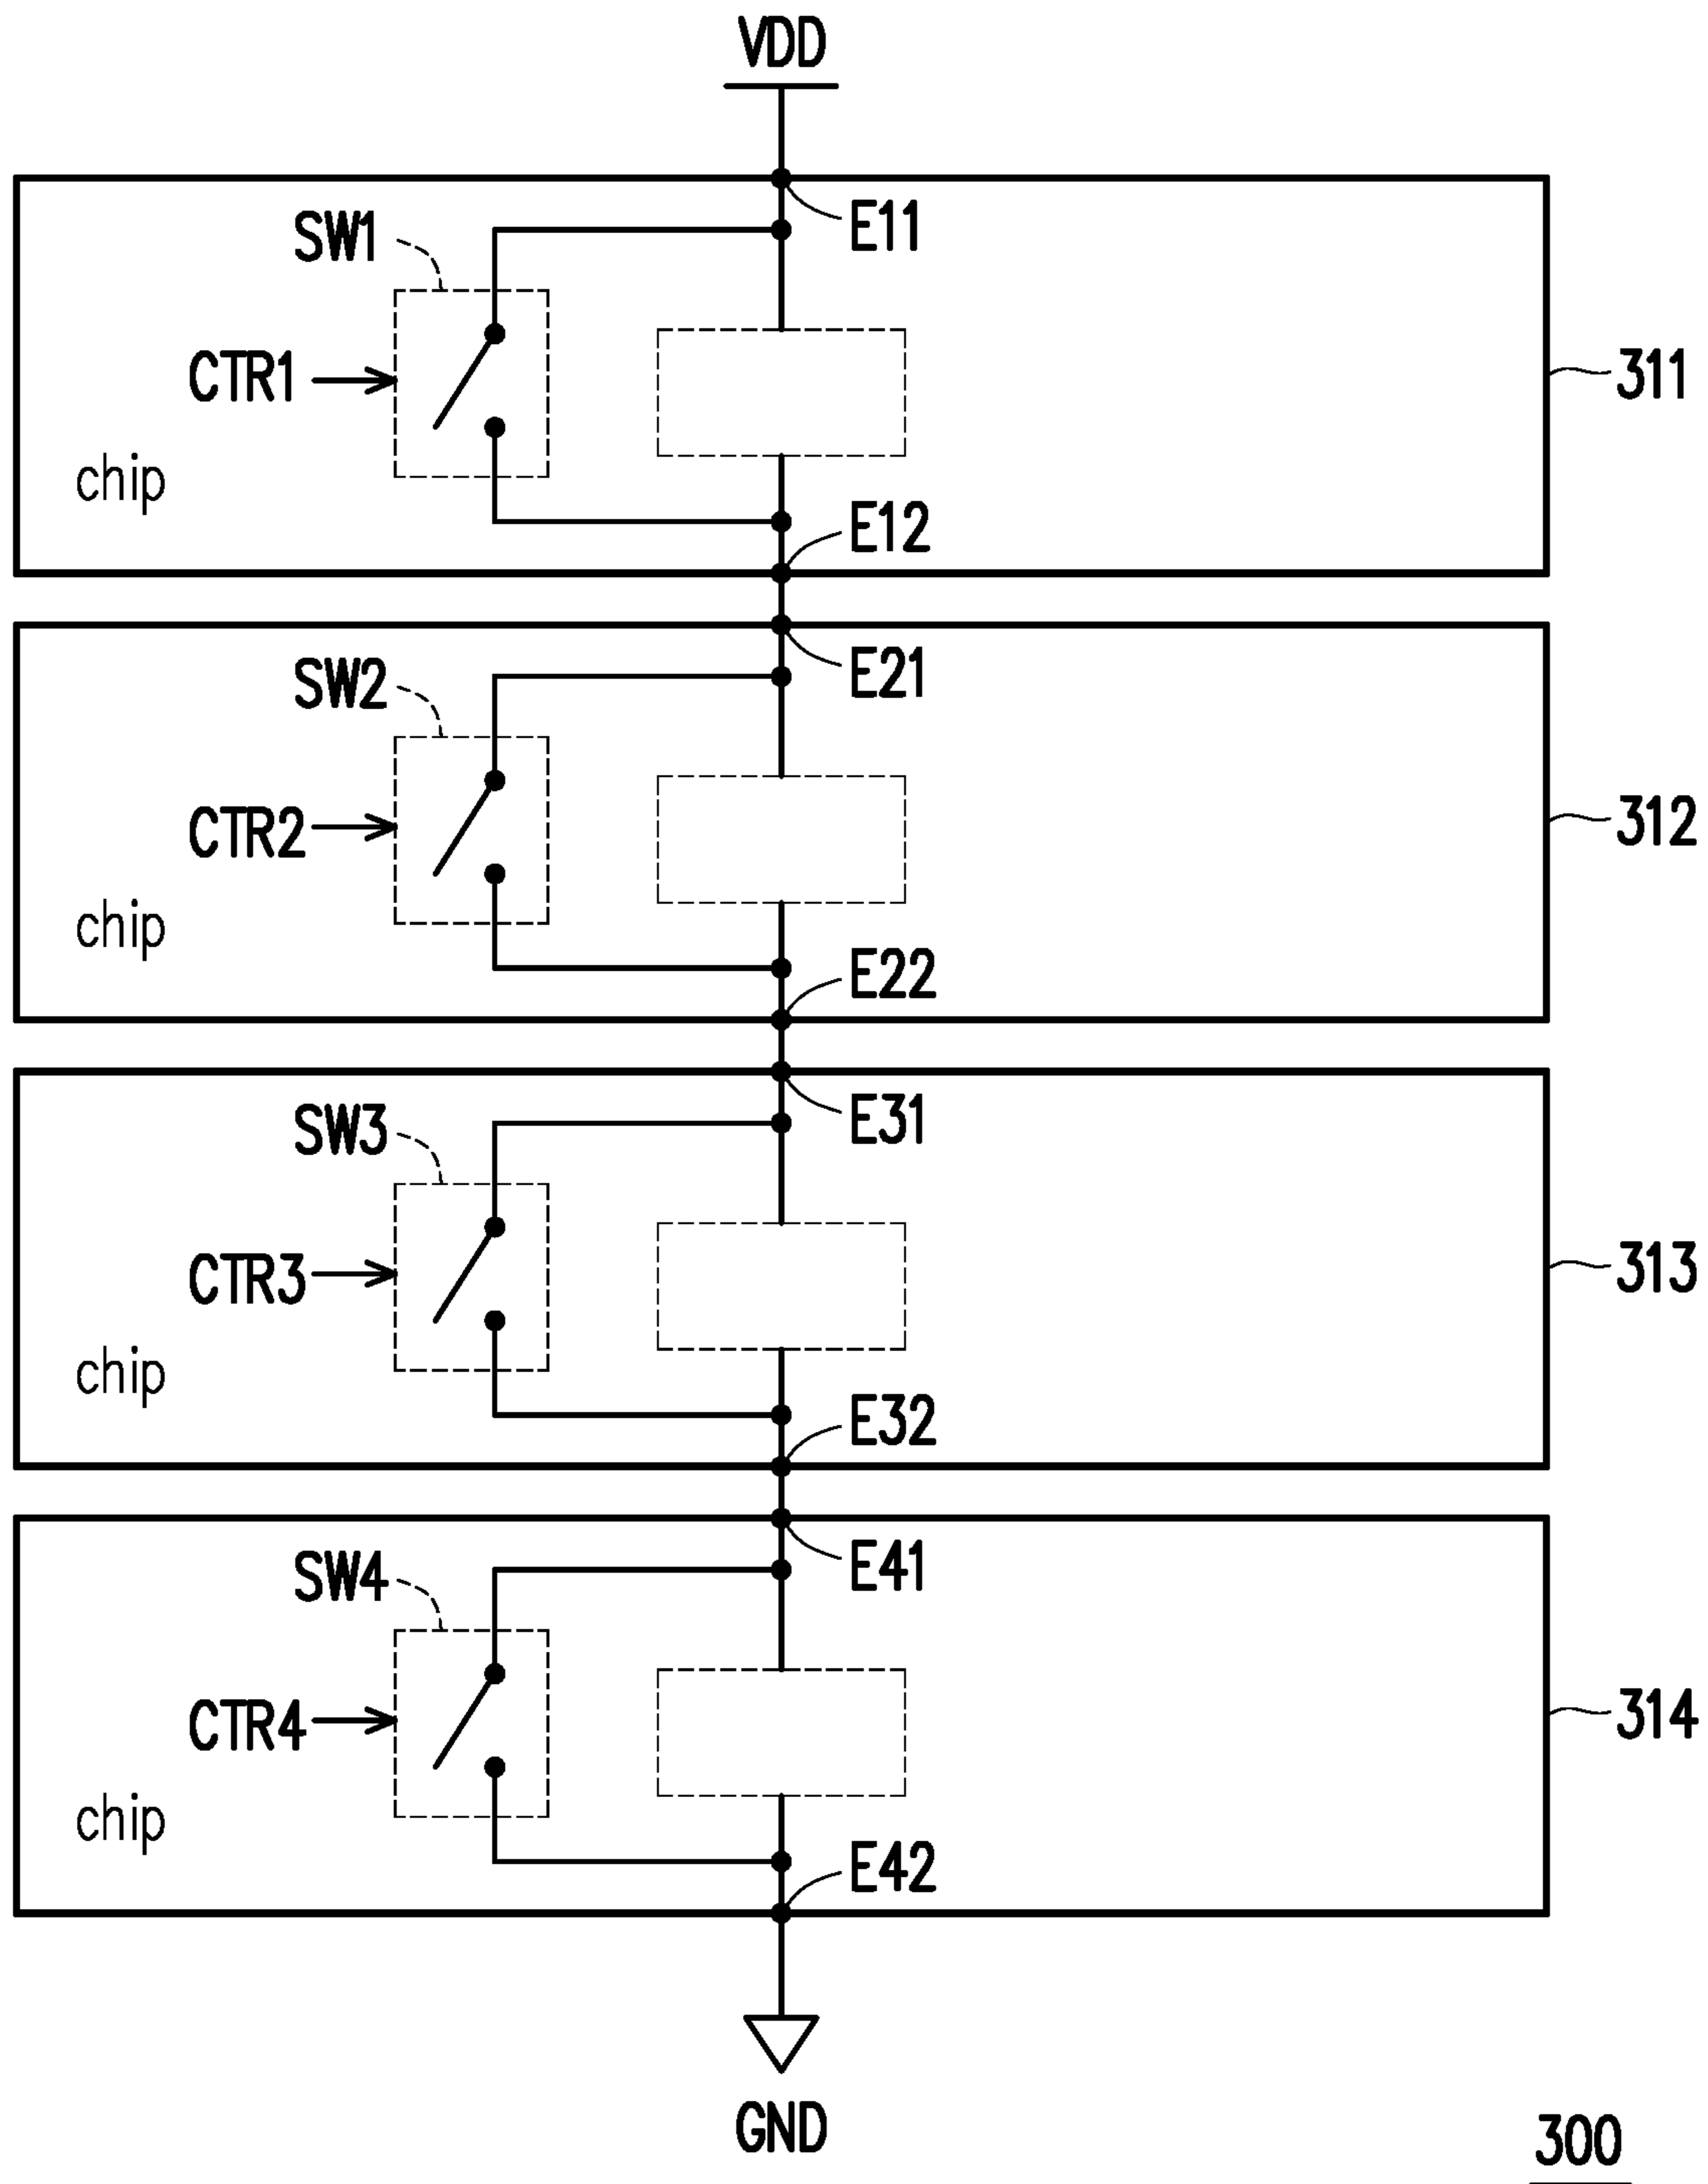 VDD
E11
SW1
CTR1
311
chip
E12
E21
SW2
CTR2
312
chip
E22
E31
SW3
CTR3
313
chip
E32
E41
SW4
CTR4
314
chip
E42
GND
300